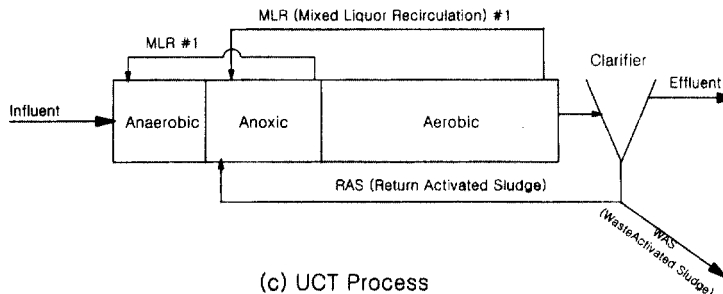 MLR (Mixed Liquor Recirculation) #1
MLR #1
Clarifier
Influent
Effluent
Anaerobic
Anoxic
Aerobic
RAS (Return Activated Sludge)
WAS
(WasteActivated Sludge)
(c) UCT Process